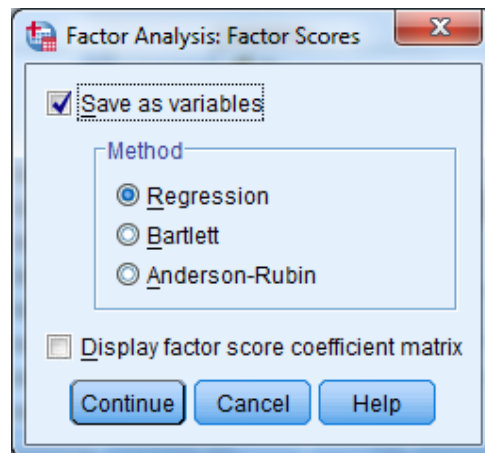 Factor Analysis: Factor Scores
Save as variables
Method
Regression
Bartlett
Anderson-Rubin
Display factor score coefficient matrix
Continue Cancel Help